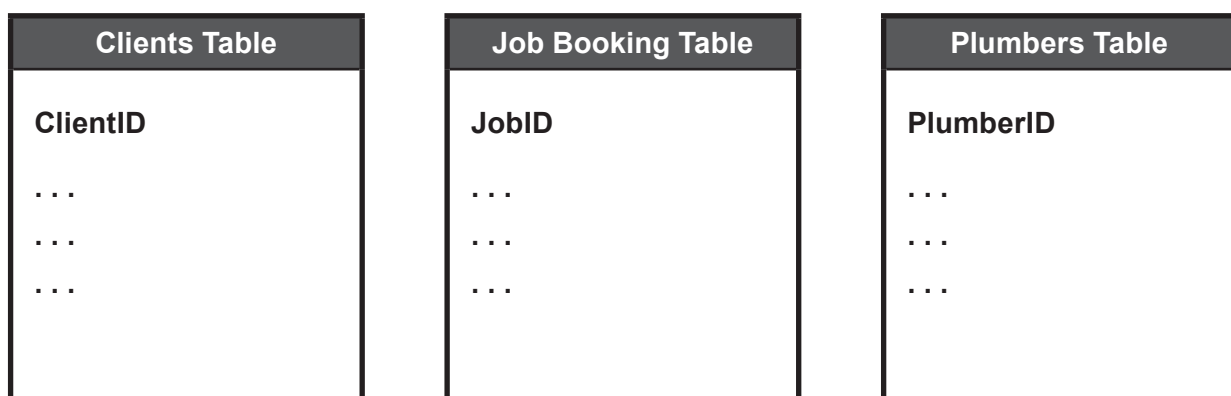 Clients Table
ClientID
. . .
. . .
. . .
Job Booking Table
JobID
. . .
. . .
. . .
Plumbers Table
PlumberID
. . .
. . .
. . .